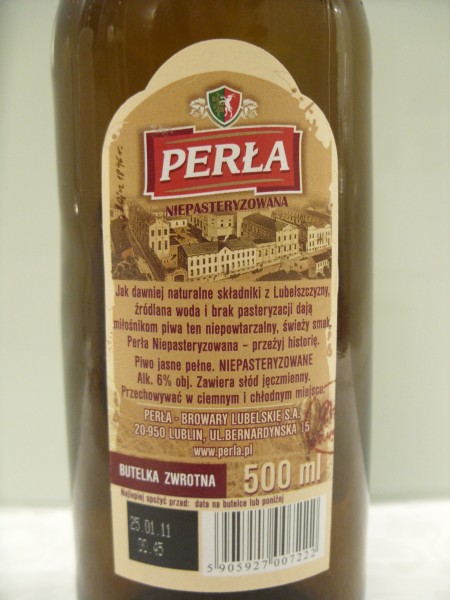 PERŁA
NIEPASTERYZOWANA
Jak dawniej naturalne składniki z Lubelszczyzny,
źródlana woda i brak pasteryzacji dają
miłośnikom piwa ten niepowtarzalny, świeży smak.
Perła Niepasteryzowana - przeżyj historię.
Piwo jasne pełne. NIEPASTERYZOWANE
Alk. 6% obj. Zawiera słód jęczmienny.
Przechowywać w ciemnym i chłodnym miejscu.
PERŁA - BROWARY LUBELSKIE S.A.
20-950 LUBLIN, UL.BERNARDYŃSKA 15
www.perla.pl
BUTELKA ZWROTNA
500 ml
Najlepiej spożyć przed: data na butelce lub poniżej
25.01.11
5 905927 007222